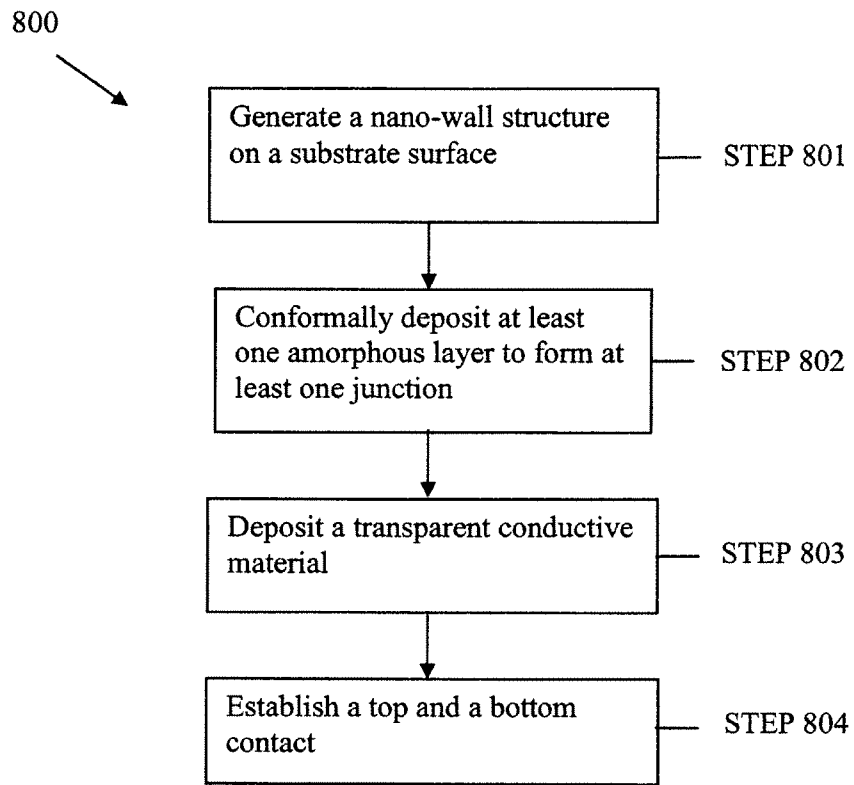 800
Generate a nano-wall structure
on a substrate surface
STEP 801
Conformally deposit at least
one amorphous layer to form at
least one junction
STEP 802
Deposit a transparent conductive
material
STEP 803
Establish a top and a bottom
contact
STEP 804